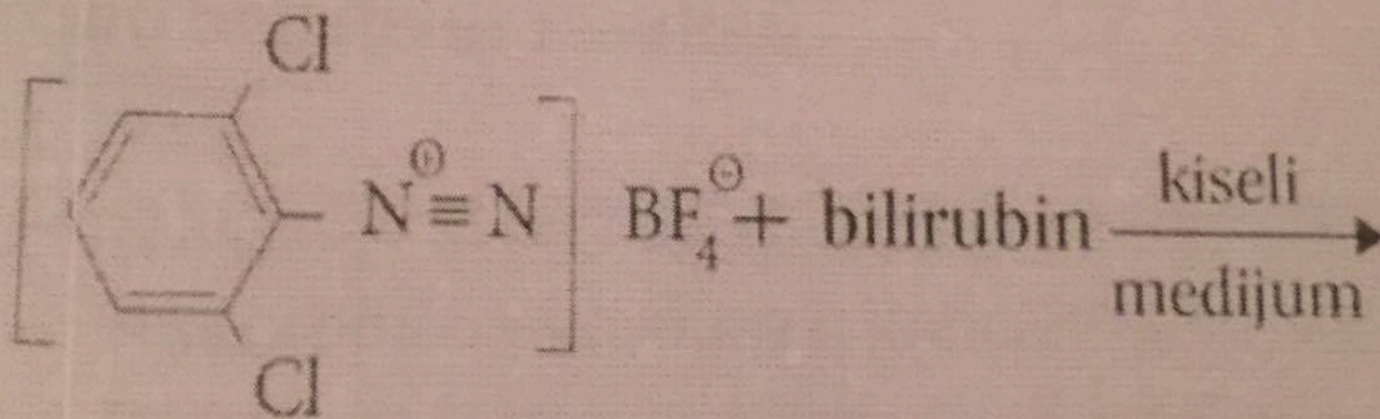 Cl
[ N⊕≡N ] BF₄⊖ + bilirubin kiseli
medijum
Cl